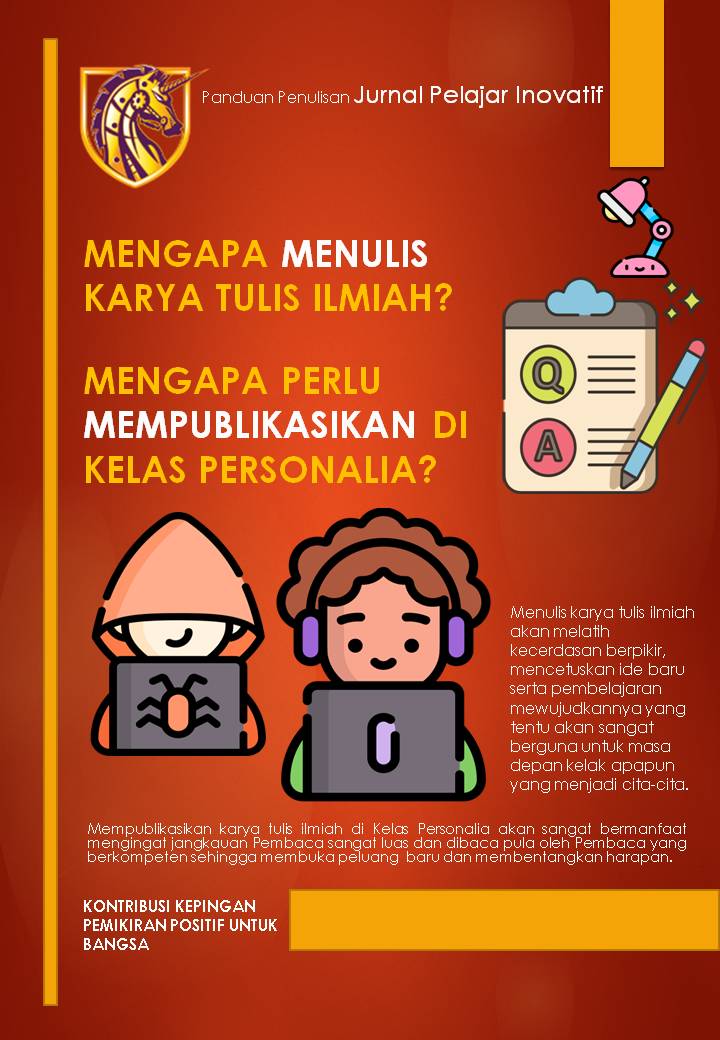 Panduan Penulisan Jurnal Pelajar Inovatif
MENGAPA MENULIS
KARYA TULIS ILMIAH?
MENGAPA PERLU
MEMPUBLIKASIKAN DI
KELAS PERSONALIA?
Q
A
Menulis karya tulis ilmiah
akan melatih
kecerdasan berpikir,
mencetuskan ide baru
serta pembelajaran
mewujudkannya yang
tentu akan sangat
berguna untuk masa
depan kelak apapun
yang menjadi cita-cita.
Mempublikasikan karya tulis ilmiah di Kelas Personalia akan sangat bermanfaat
mengingat jangkauan Pembaca sangat luas dan dibaca pula oleh Pembaca yang
berkompeten sehingga membuka peluang baru dan membentangkan harapan.
KONTRIBUSI KEPINGAN
PEMIKIRAN POSITIF UNTUK
BANGSA